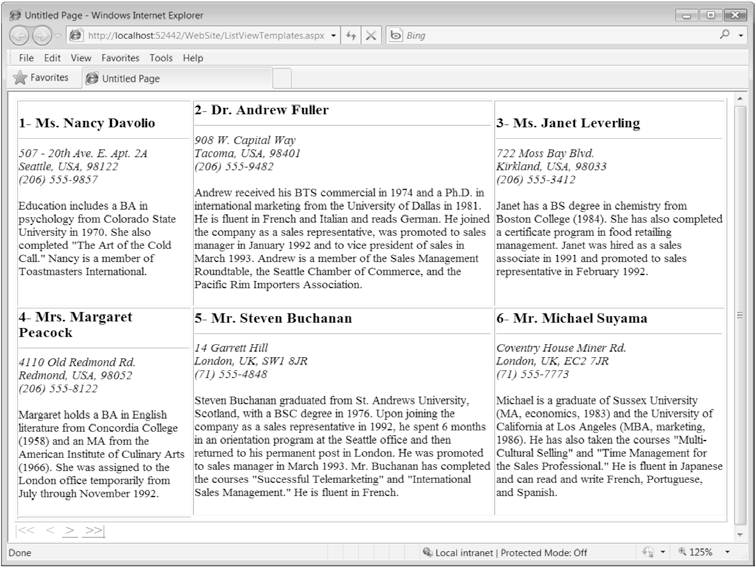 Untitled Page - Windows Internet Explorer
http://localhost:52442/WebSite/ListViewTemplates.aspx
Bing
File Edit View Favorites Tools Help
Favorites
Untitled Page
1- Ms. Nancy Davolio
507 - 20th Ave. E. Apt. 2A
Seattle, USA, 98122
(206) 555-9857
Education includes a BA in
psychology from Colorado State
University in 1970. She also
completed "The Art of the Cold
Call." Nancy is a member of
Toastmasters International.
2- Dr. Andrew Fuller
908 W. Capital Way
Tacoma, USA, 98401
(206) 555-9482
Andrew received his BTS commercial in 1974 and a Ph.D. in
international marketing from the University of Dallas in 1981.
He is fluent in French and Italian and reads German. He joined
the company as a sales representative, was promoted to sales
manager in January 1992 and to vice president of sales in
March 1993. Andrew is a member of the Sales Management
Roundtable, the Seattle Chamber of Commerce, and the
Pacific Rim Importers Association.
3- Ms. Janet Leverling
722 Moss Bay Blvd.
Kirkland, USA, 98033
(206) 555-3412
Janet has a BS degree in chemistry from
Boston College (1984). She has also completed
a certificate program in food retailing
management. Janet was hired as a sales
associate in 1991 and promoted to sales
representative in February 1992.
4- Mrs. Margaret
Peacock
4110 Old Redmond Rd.
Redmond, USA, 98052
(206) 555-8122
Margaret holds a BA in English
literature from Concordia College
(1958) and an MA from the
American Institute of Culinary Arts
(1966). She was assigned to the
London office temporarily from
July through November 1992.
5- Mr. Steven Buchanan
14 Garrett Hill
London, UK, SW1 8JR
(71) 555-4848
Steven Buchanan graduated from St. Andrews University,
Scotland, with a BSC degree in 1976. Upon joining the
company as a sales representative in 1992, he spent 6 months
in an orientation program at the Seattle office and then
returned to his permanent post in London. He was promoted
to sales manager in March 1993. Mr. Buchanan has completed
the courses "Successful Telemarketing" and "International
Sales Management." He is fluent in French.
6- Mr. Michael Suyama
Coventry House Miner Rd.
London, UK, EC2 7JR
(71) 555-7773
Michael is a graduate of Sussex University
(MA, economics, 1983) and the University of
California at Los Angeles (MBA, marketing,
1986). He has also taken the courses "Multi-
Cultural Selling" and "Time Management for
the Sales Professional." He is fluent in Japanese
and can read and write French, Portuguese,
and Spanish.
|<< < > >>|
Done
Local intranet | Protected Mode: Off
125%